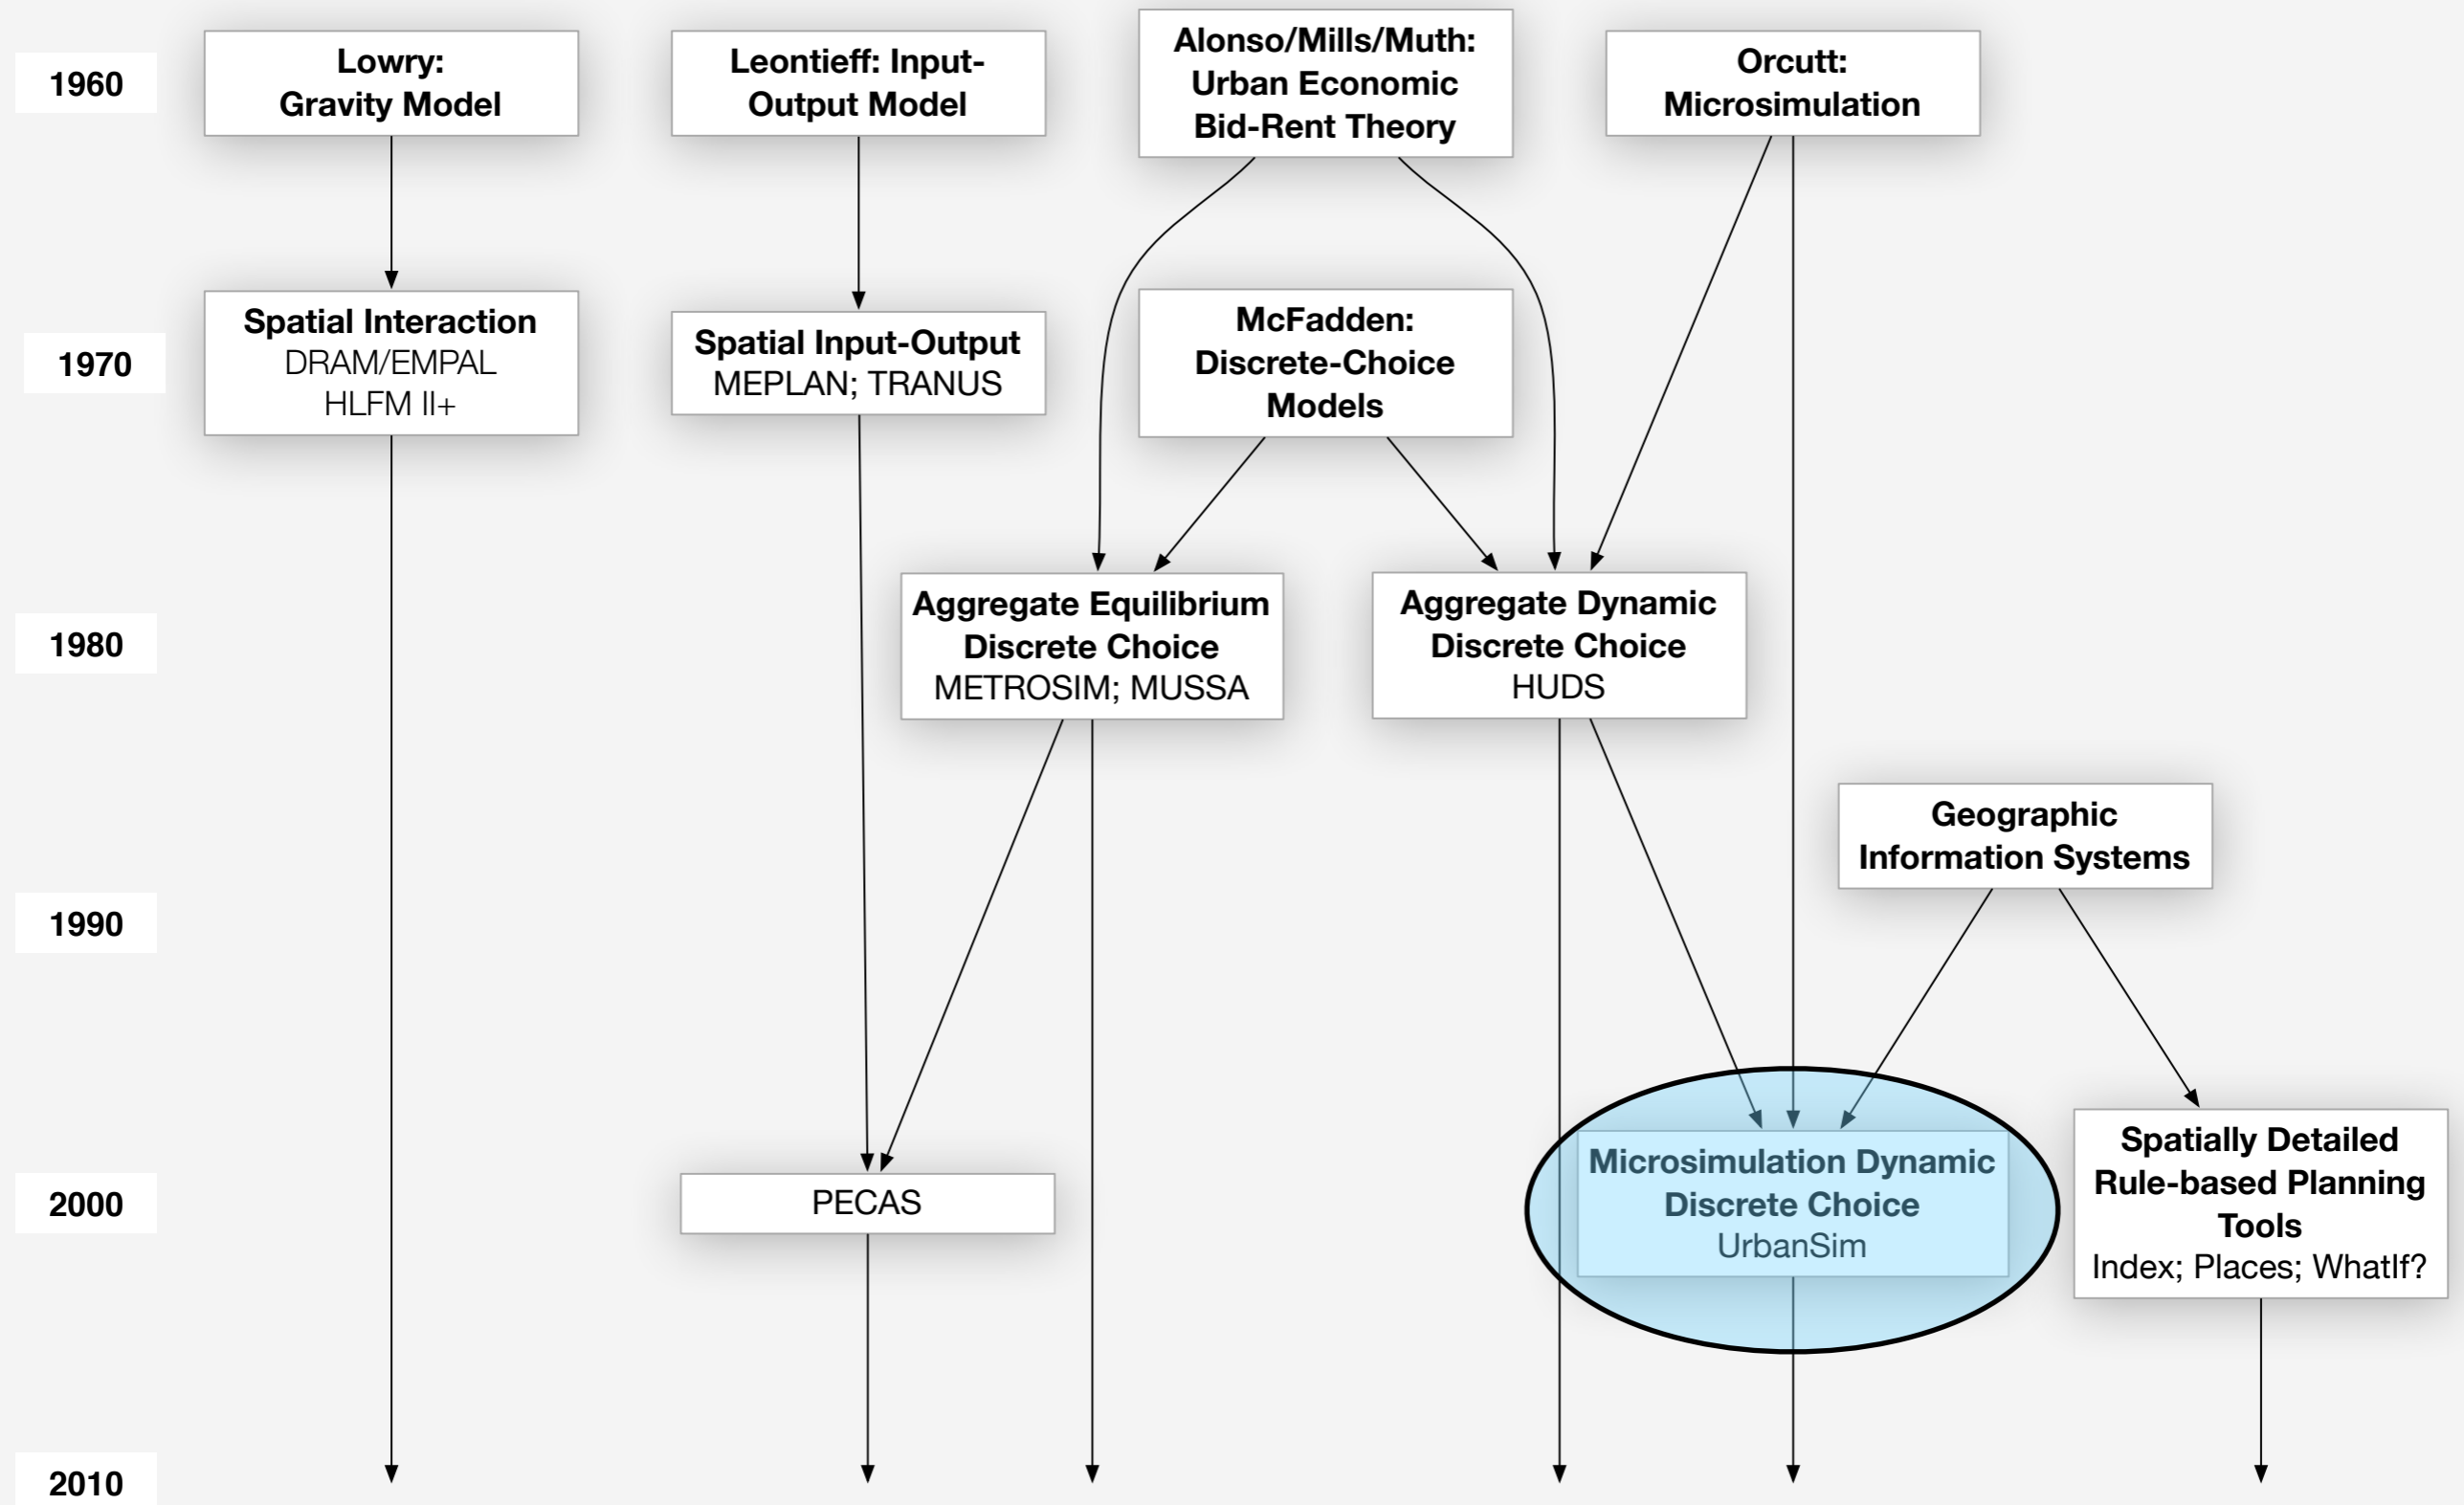 1960
Lowry:
Gravity Model
Leontieff: Input-
Output Model
Alonso/Mills/Muth:
Urban Economic
Bid-Rent Theory
Orcutt:
Microsimulation
1970
Spatial Interaction
DRAM/EMPAL
HLFM II+
Spatial Input-Output
MEPLAN; TRANUS
McFadden:
Discrete-Choice
Models
1980
Aggregate Equilibrium
Discrete Choice
METROSIM; MUSSA
Aggregate Dynamic
Discrete Choice
HUDS
Geographic
Information Systems
1990
2000
PECAS
Microsimulation Dynamic
Discrete Choice
UrbanSim
Spatially Detailed
Rule-based Planning
Tools
Index; Places; WhatIf?
2010